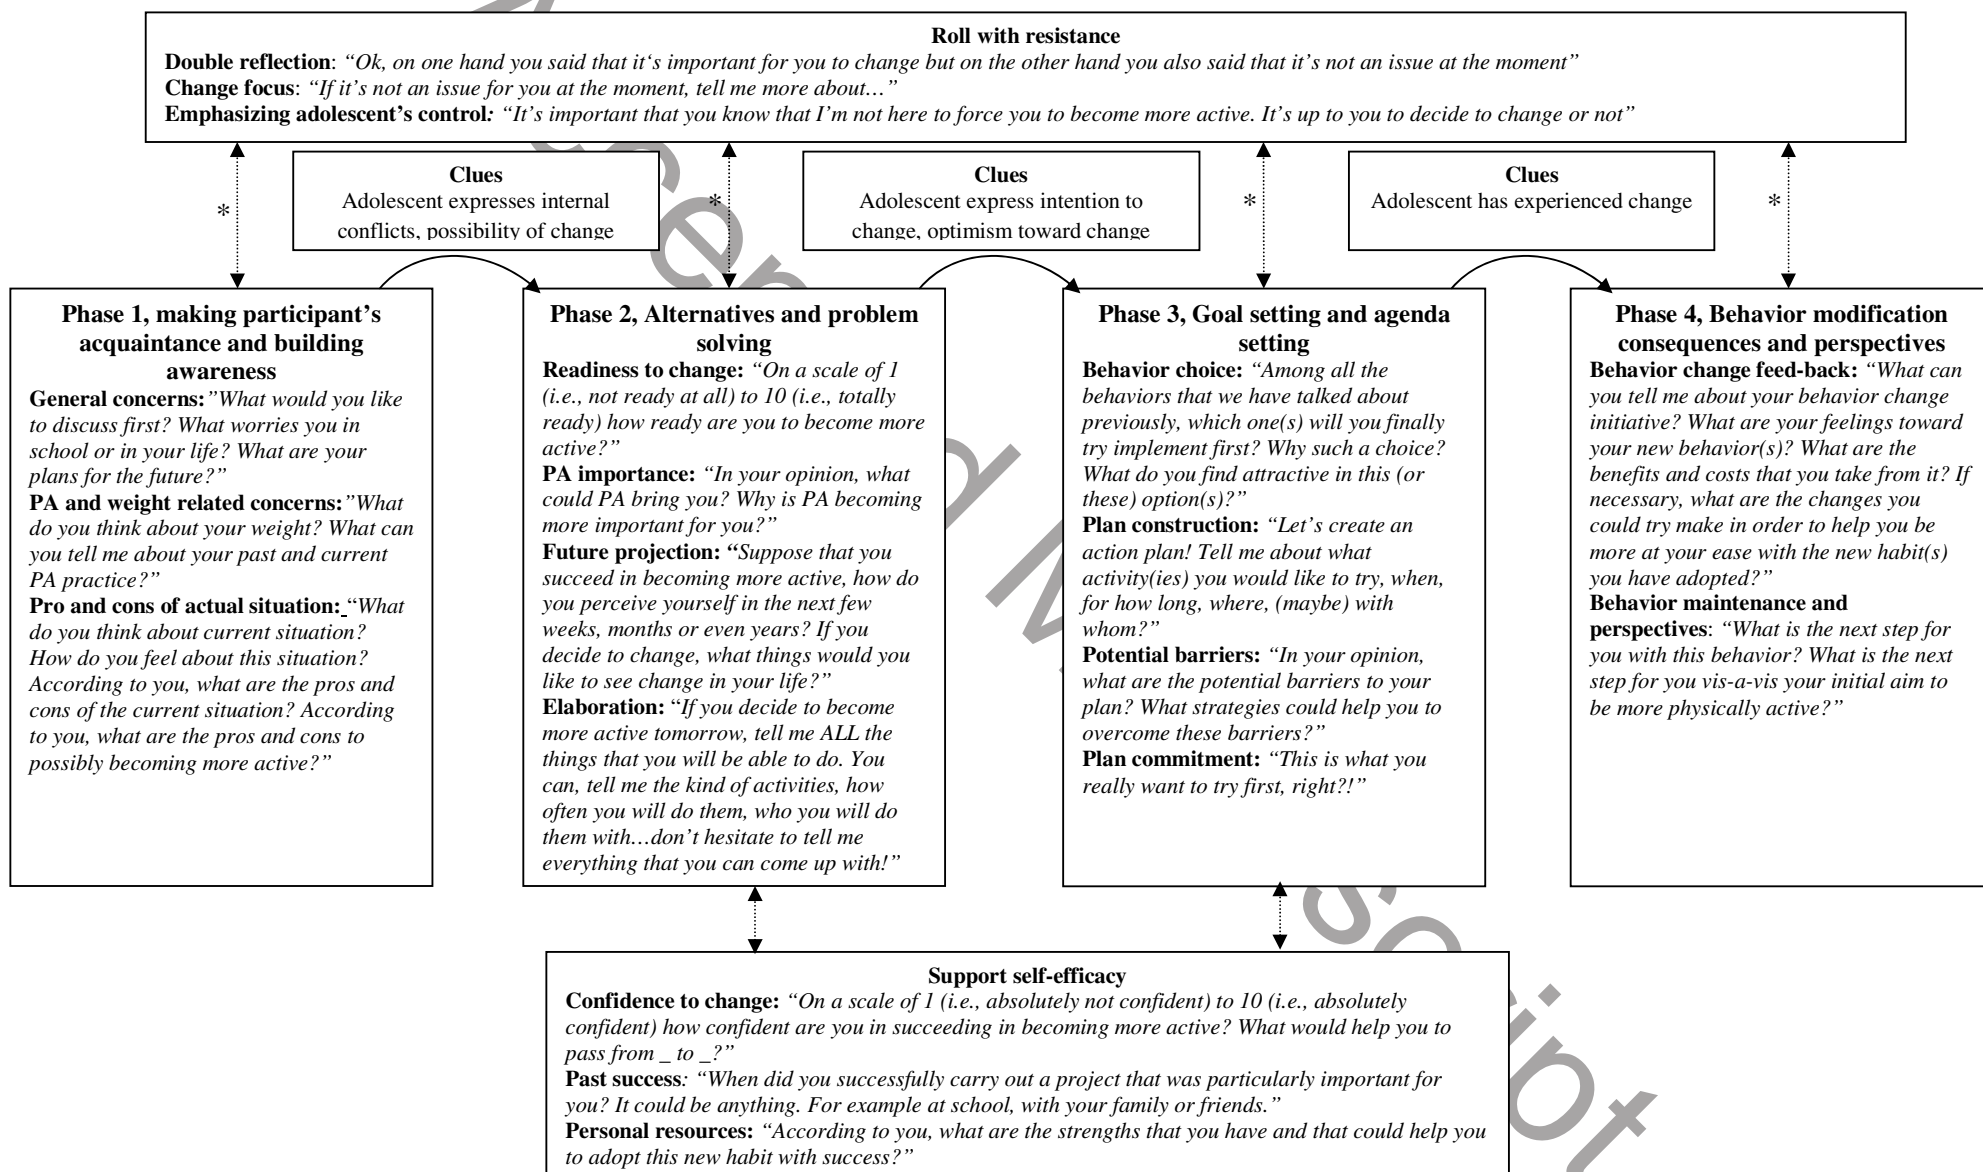 Roll with resistance
Double reflection: “Ok, on one hand you said that it‘s important for you to change but on the other hand you also said that it’s not an issue at the moment”
Change focus: “If it’s not an issue for you at the moment, tell me more about…”
Emphasizing adolescent’s control: “It’s important that you know that I’m not here to force you to become more active. It’s up to you to decide to change or not”
*
Clues
Adolescent expresses internal
conflicts, possibility of change
*
Clues
Adolescent express intention to
change, optimism toward change
*
Clues
Adolescent has experienced change
*
Phase 1, making participant’s
acquaintance and building
awareness
General concerns:”What would you like
to discuss first? What worries you in
school or in your life? What are your
plans for the future?”
PA and weight related concerns:”What
do you think about your weight? What can
you tell me about your past and current
PA practice?”
Pro and cons of actual situation: “What
do you think about current situation?
How do you feel about this situation?
According to you, what are the pros and
cons of the current situation? According
to you, what are the pros and cons to
possibly becoming more active?”
Phase 2, Alternatives and problem
solving
Readiness to change: “On a scale of 1
(i.e., not ready at all) to 10 (i.e., totally
ready) how ready are you to become more
active?”
PA importance: “In your opinion, what
could PA bring you? Why is PA becoming
more important for you?”
Future projection: “Suppose that you
succeed in becoming more active, how do
you perceive yourself in the next few
weeks, months or even years? If you
decide to change, what things would you
like to see change in your life?”
Elaboration: “If you decide to become
more active tomorrow, tell me ALL the
things that you will be able to do. You
can, tell me the kind of activities, how
often you will do them, who you will do
them with…don’t hesitate to tell me
everything that you can come up with!”
Phase 3, Goal setting and agenda
setting
Behavior choice: “Among all the
behaviors that we have talked about
previously, which one(s) will you finally
try implement first? Why such a choice?
What do you find attractive in this (or
these) option(s)?”
Plan construction: “Let’s create an
action plan! Tell me about what
activity(ies) you would like to try, when,
for how long, where, (maybe) with
whom?”
Potential barriers: “In your opinion,
what are the potential barriers to your
plan? What strategies could help you to
overcome these barriers?”
Plan commitment: “This is what you
really want to try first, right?!”
Phase 4, Behavior modification
consequences and perspectives
Behavior change feed-back: “What can
you tell me about your behavior change
initiative? What are your feelings toward
your new behavior(s)? What are the
benefits and costs that you take from it? If
necessary, what are the changes you
could try make in order to help you be
more at your ease with the new habit(s)
you have adopted?”
Behavior maintenance and
perspectives: “What is the next step for
you with this behavior? What is the next
step for you vis-a-vis your initial aim to
be more physically active?”
Support self-efficacy
Confidence to change: “On a scale of 1 (i.e., absolutely not confident) to 10 (i.e., absolutely
confident) how confident are you in succeeding in becoming more active? What would help you to
pass from _ to _?”
Past success: “When did you successfully carry out a project that was particularly important for
you? It could be anything. For example at school, with your family or friends.”
Personal resources: “According to you, what are the strengths that you have and that could help you
to adopt this new habit with success?”